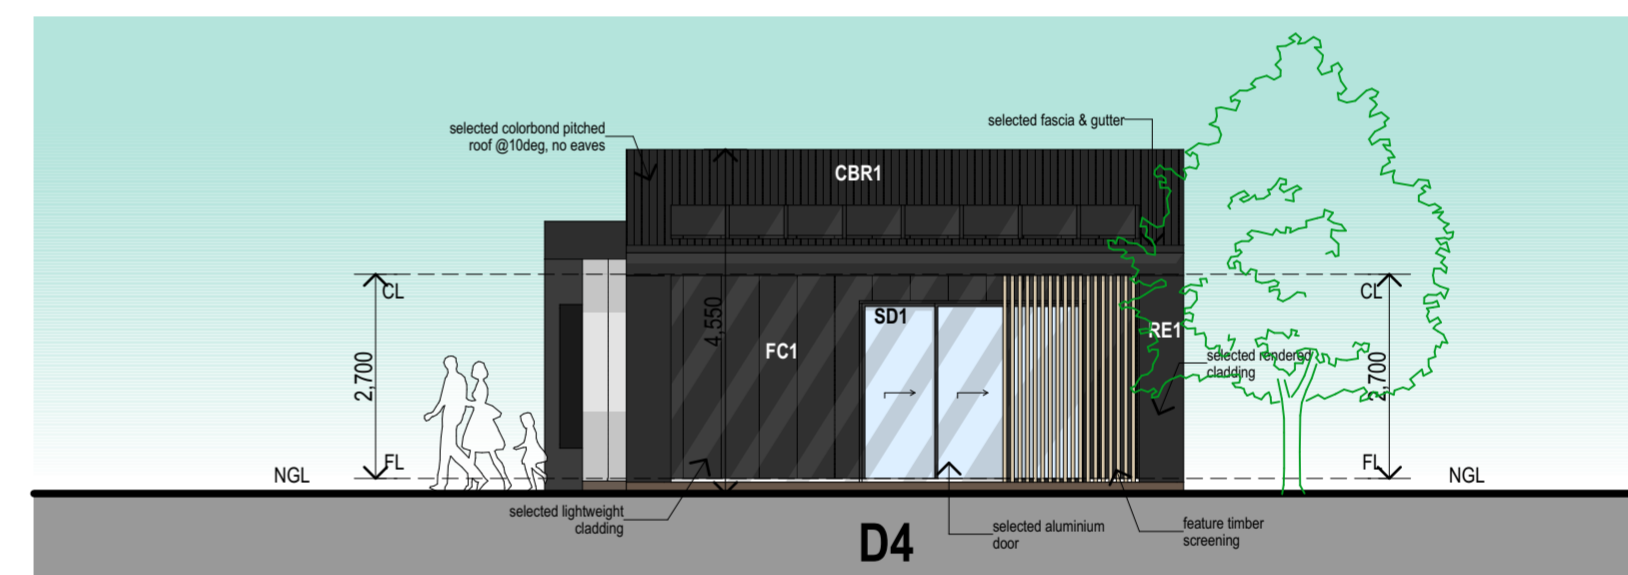 selected colorbond pitched
roof @10deg, no eaves
selected fascia & gutter
CBR1
CL
CL
4,550
SD1
RE1
FC1
selected rendered
cladding
2,700
2,700
FL
FL
NGL
NGL
selected lightweight
cladding
D4
selected aluminium
door
feature timber
screening